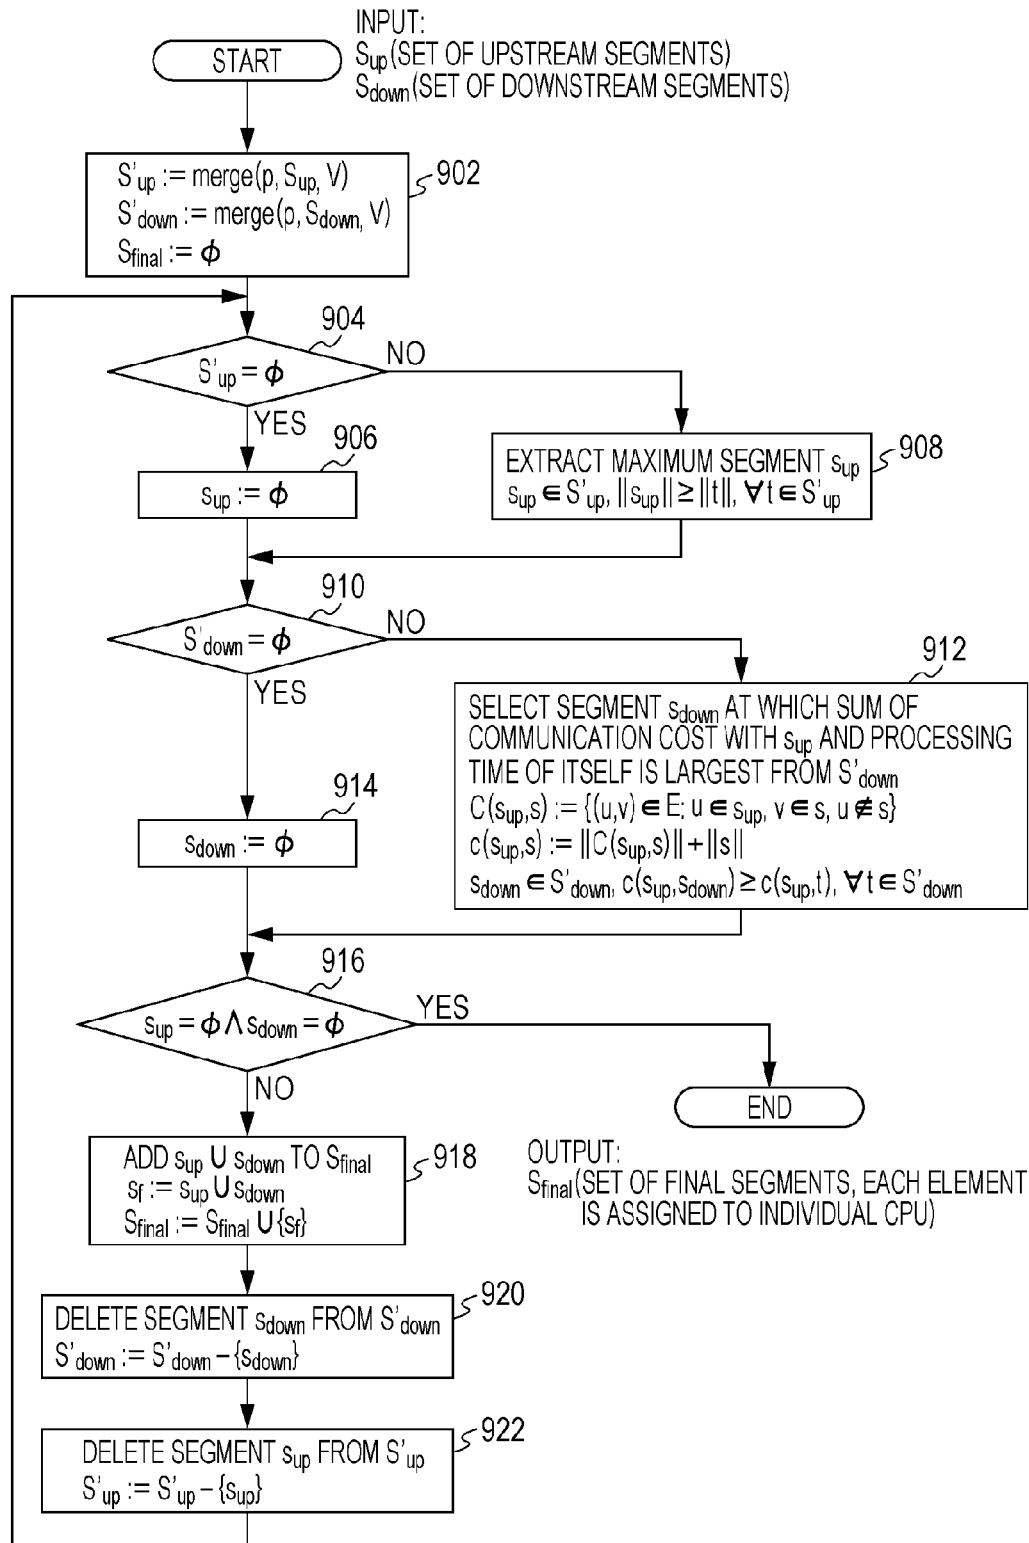 INPUT:
START
Sup(SET OF UPSTREAM SEGMENTS)
Sdown(SET OF DOWNSTREAM SEGMENTS)
902
S'up := merge(p, Sup, V)
S'down := merge(p, Sdown, V)
Sfinal := ϕ
904
S'up = ϕ
NO
YES
906
sup := ϕ
908
EXTRACT MAXIMUM SEGMENT sup
sup ∈ S'up, ||sup|| ≥ ||t||, ∀t ∈ S'up
910
S'down = ϕ
NO
YES
912
SELECT SEGMENT sdown AT WHICH SUM OF
COMMUNICATION COST WITH sup AND PROCESSING
TIME OF ITSELF IS LARGEST FROM S'down
C(sup,s) := {(u,v) ∈ E; u ∈ sup, v ∈ s, u ∉ s}
c(sup,s) := ||C(sup,s)|| + ||s||
sdown ∈ S'down, c(sup,sdown) ≥ c(sup,t), ∀t ∈ S'down
914
sdown := ϕ
916
sup = ϕ ∧ sdown = ϕ
YES
NO
END
918
ADD sup ∪ sdown TO Sfinal
sf := sup ∪ sdown
Sfinal := Sfinal ∪ {sf}
OUTPUT:
Sfinal(SET OF FINAL SEGMENTS, EACH ELEMENT
IS ASSIGNED TO INDIVIDUAL CPU)
920
DELETE SEGMENT sdown FROM S'down
S'down := S'down – {sdown}
922
DELETE SEGMENT sup FROM S'up
S'up := S'up – {sup}